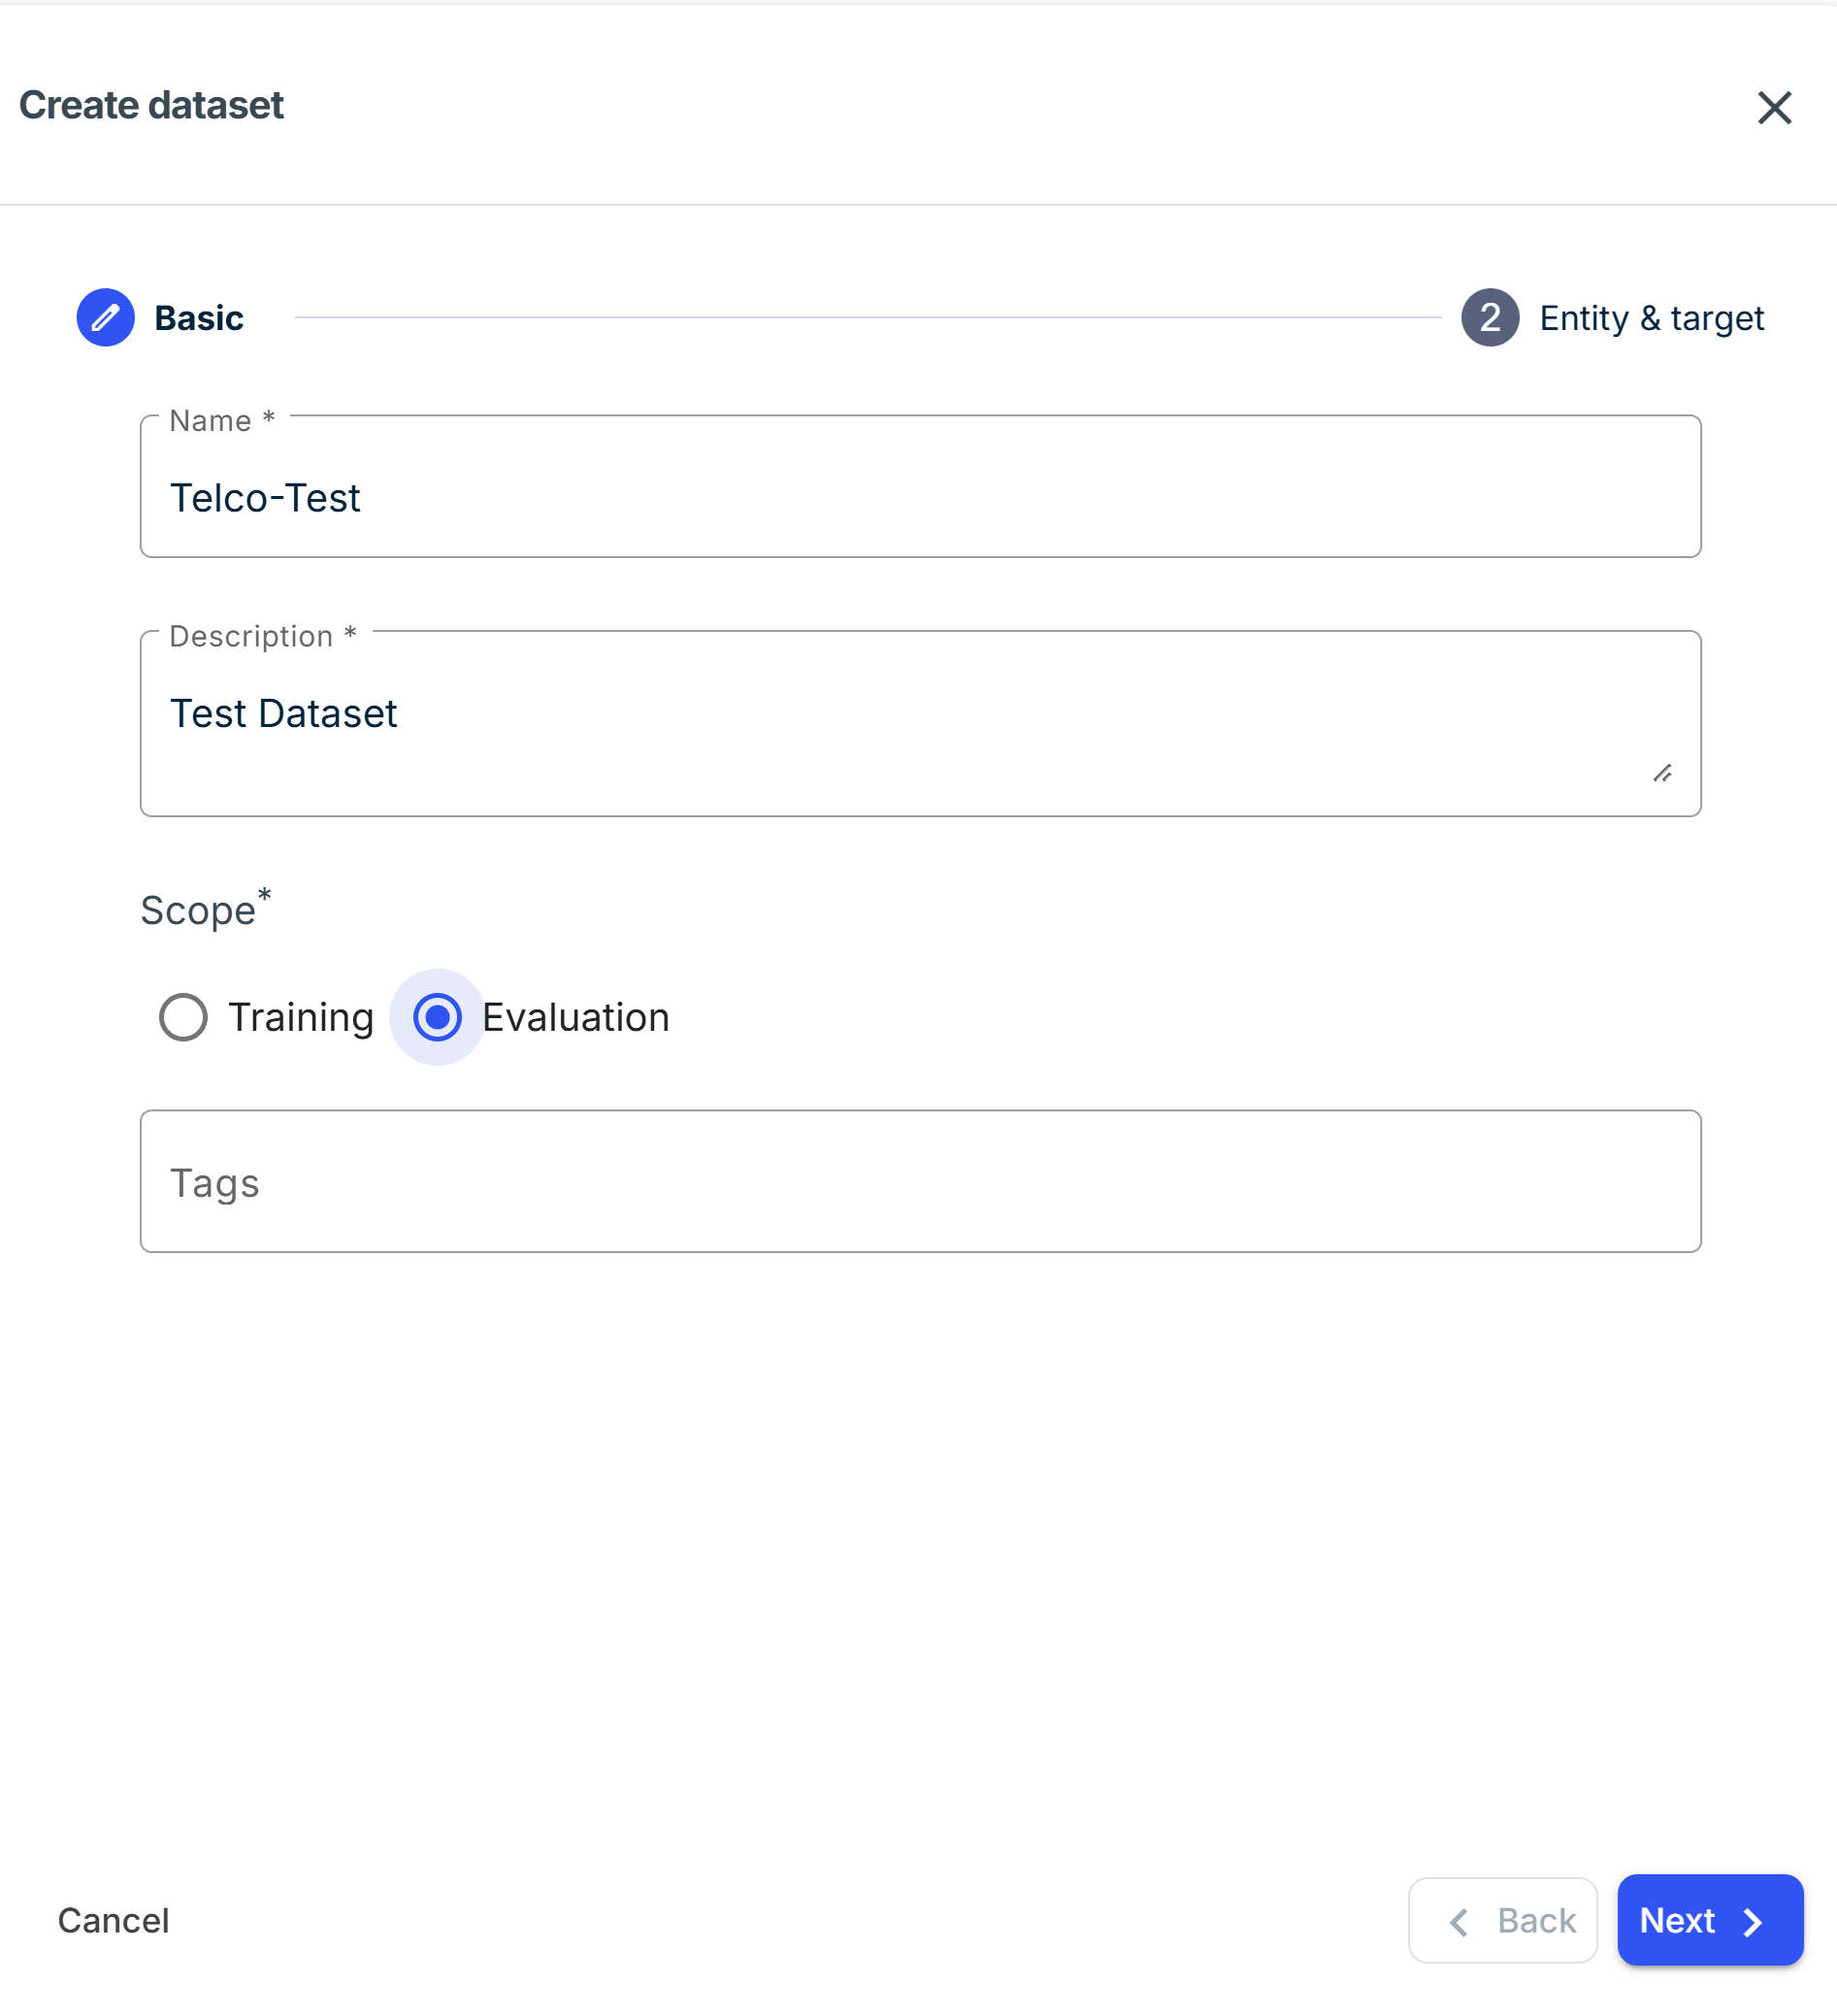 Create dataset
Basic
2 Entity & target
Name *
Telco-Test
Description *
Test Dataset
Scope*
Training Evaluation
Tags
Cancel Back Next